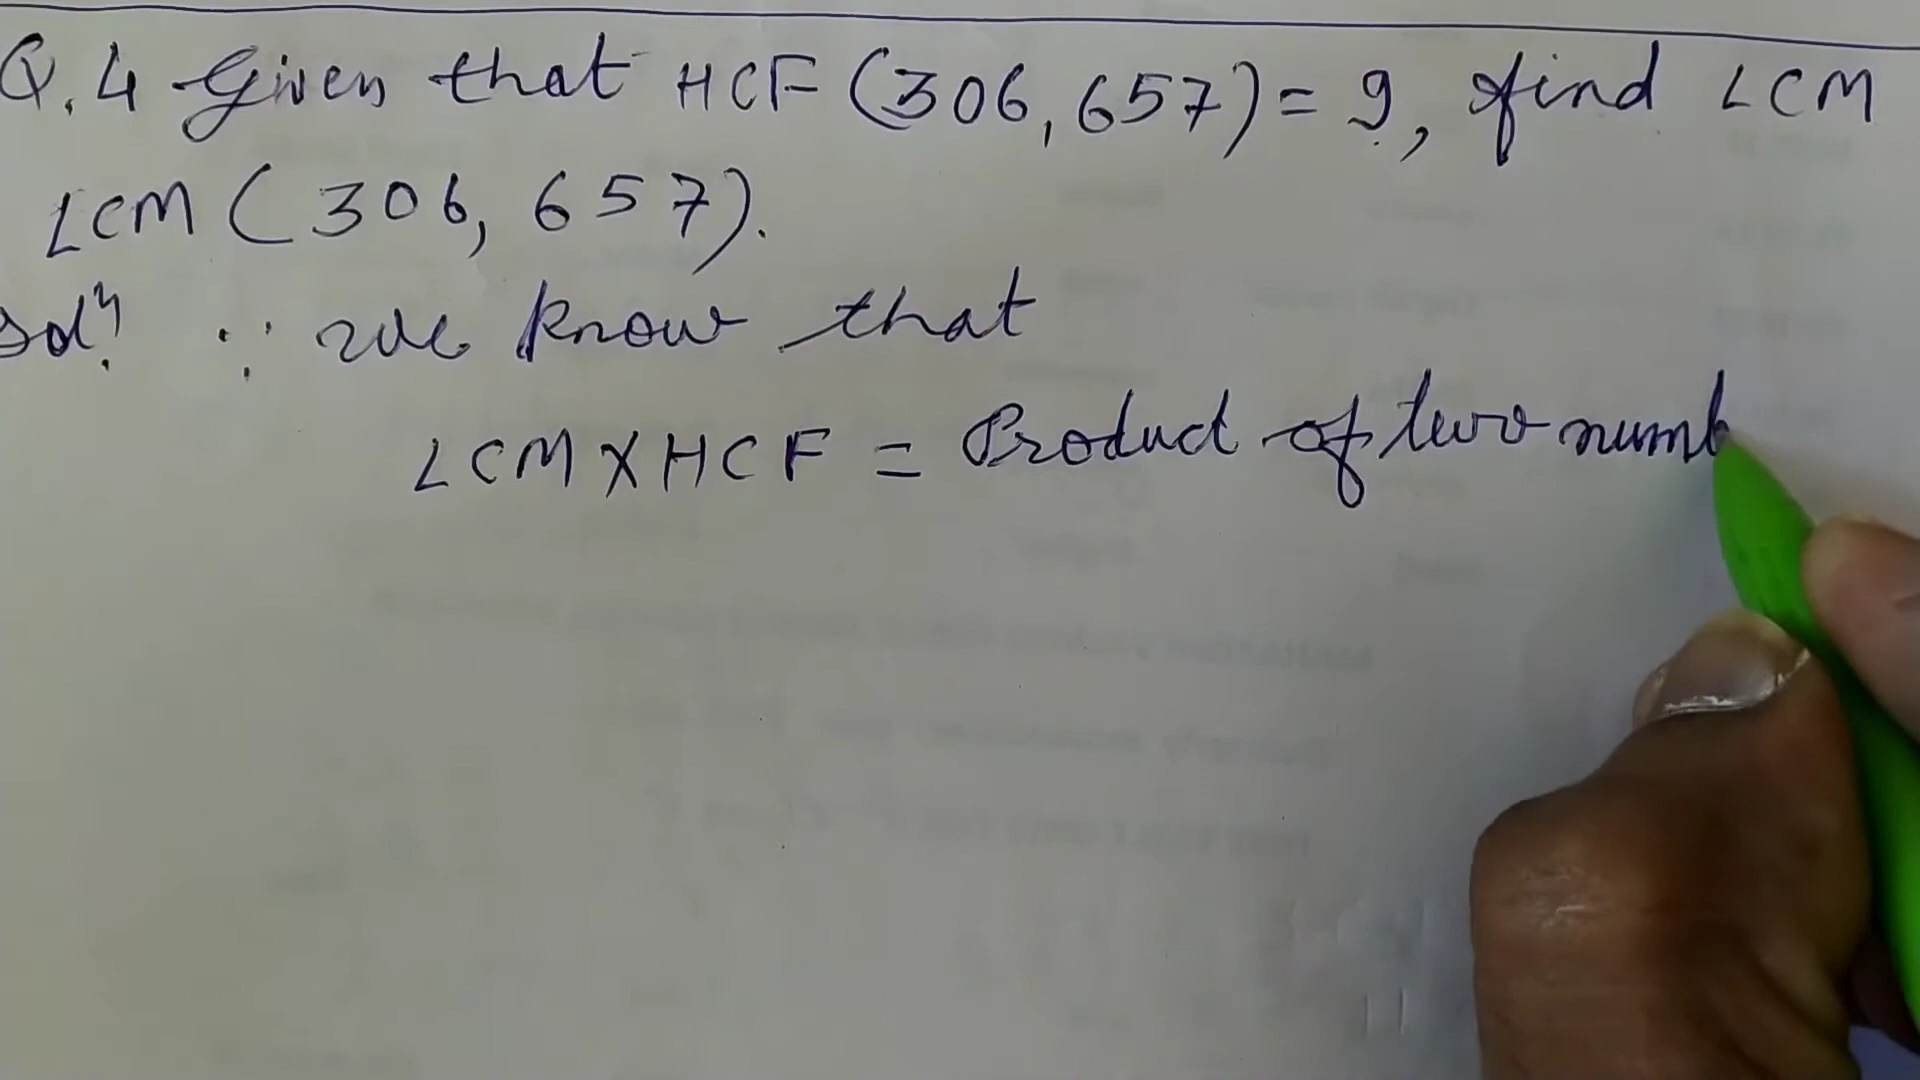 Q.4 Given that HCF (306, 657) = 9, find LCM
LCM (306, 657).
Solⁿ. ∵ we know that
LCM X HCF = Product of two numb